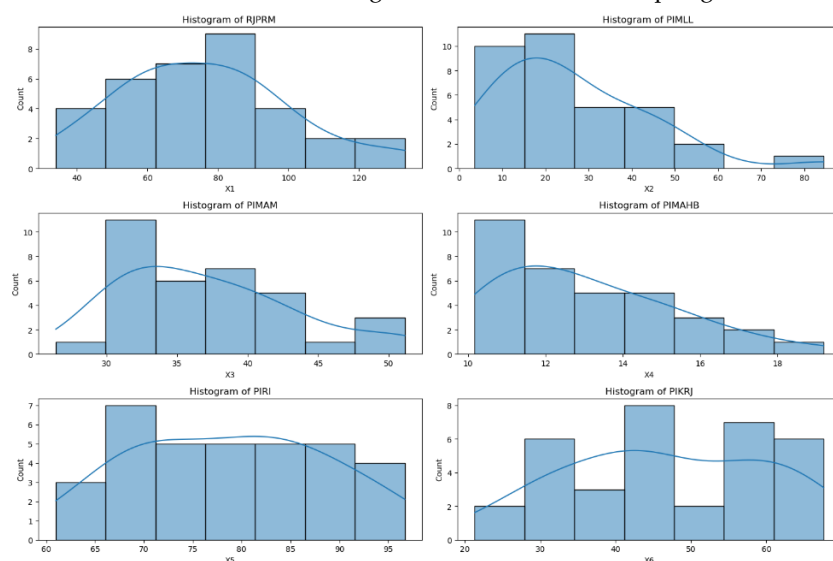 Histogram of RJPRM
8
6
4
2
0
Count
40 60 80 100 120
X1
Histogram of PIMLL
10
8
6
4
2
0
Count
0 10 20 30 40 50 60 70 80
X2
Histogram of PIMAM
10
8
6
4
2
0
Count
30 35 40 45 50
X3
Histogram of PIMAHB
10
8
6
4
2
0
Count
10 12 14 16 18
X4
Histogram of PIRI
7
6
5
4
3
2
1
0
Count
60 65 70 75 80 85 90 95
X5
Histogram of PIKRJ
8
6
4
2
0
Count
20 30 40 50 60
X6